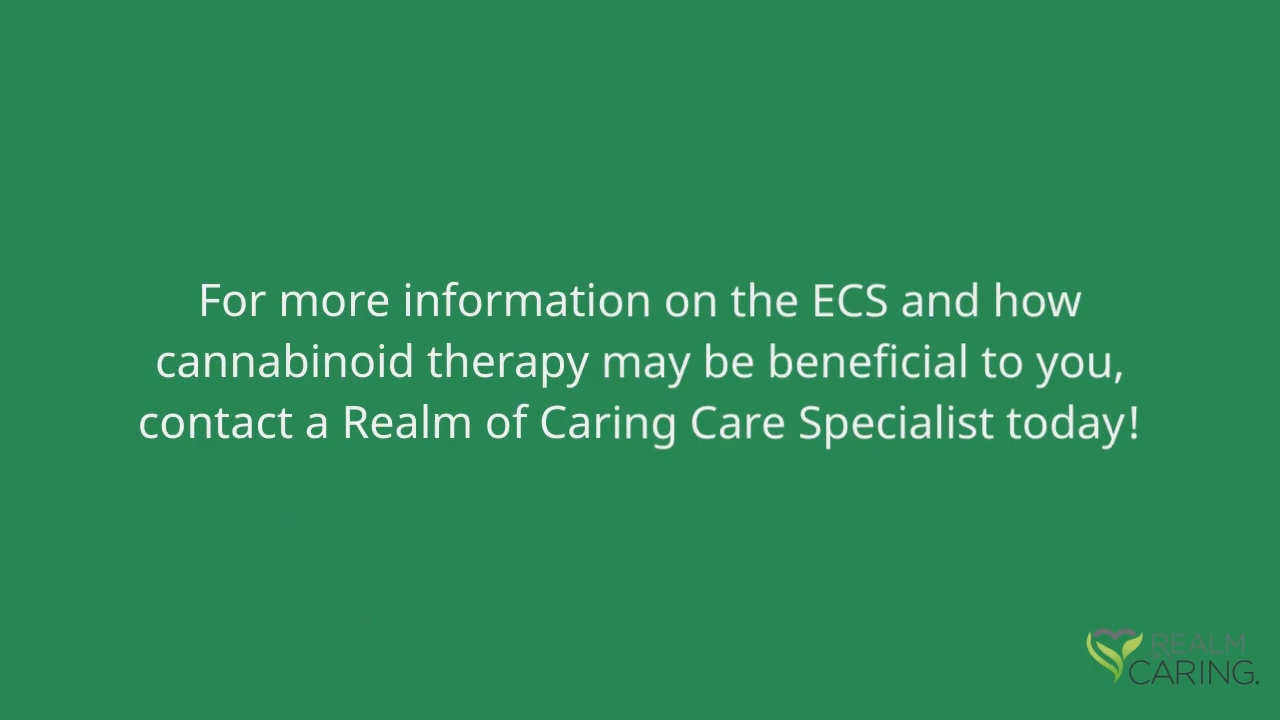 For more information on the ECS and how
cannabinoid therapy may be beneficial to you,
contact a Realm of Caring Care Specialist today!
REALM
CARING.